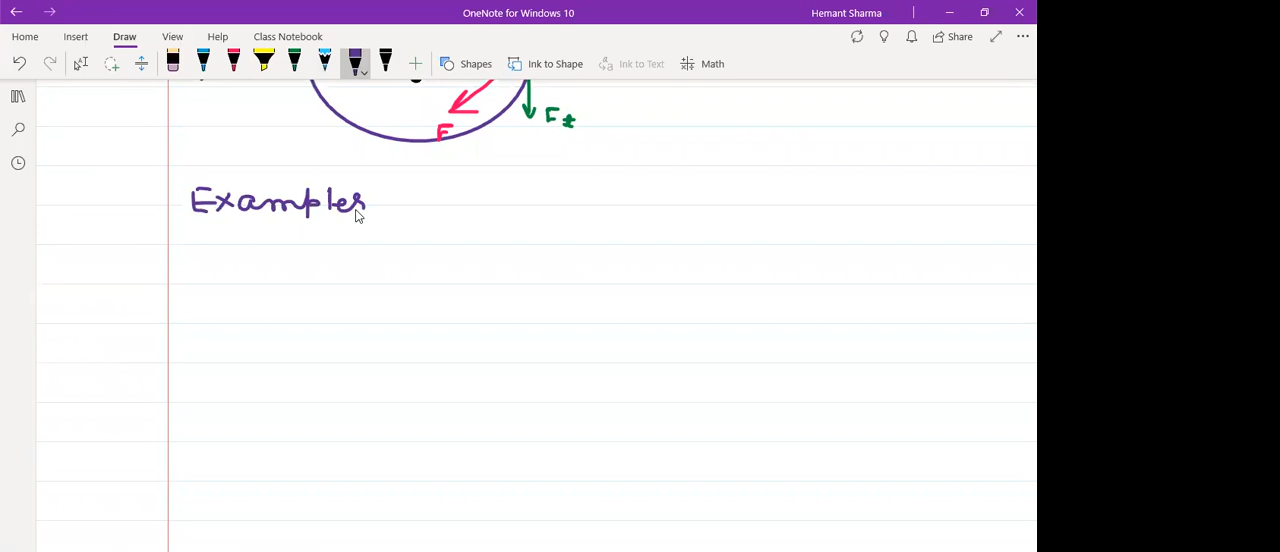 OneNote for Windows 10
Hemant Sharma
Home Insert Draw View Help Class Notebook
Share
Shapes Ink to Shape Ink to Text Math
Ft
F
Examples